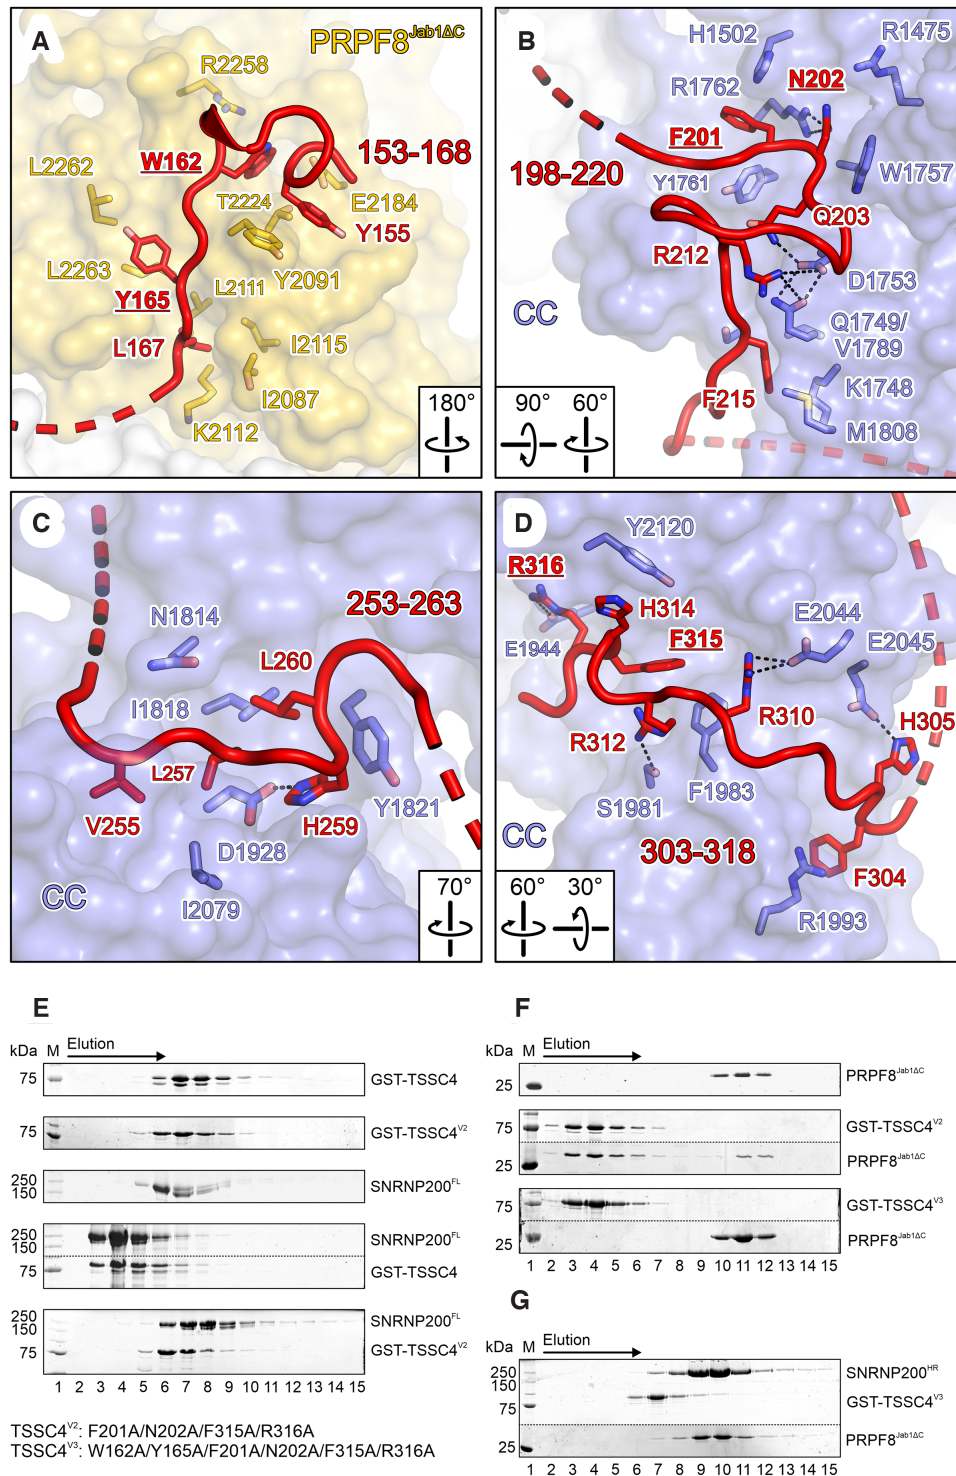 A
PRPF8Jab1ΔC
R2258
W162
153-168
L2262
T2224
E2184
Y155
L2263
Y2091
L2111
Y165
I2115
L167
I2087
K2112
180°
B
H1502
R1475
N202
R1762
F201
198-220
Y1761
W1757
Q203
R212
D1753
CC
Q1749/
V1789
K1748
F215
M1808
90° 60°
C
253-263
N1814
L260
I1818
L257
V255
Y1821
H259
D1928
CC
I2079
70°
D
Y2120
R316
H314
E2044
E1944
F315
E2045
R310
H305
R312
S1981
F1983
CC
303-318
F304
R1993
60° 30°
E
kDa M Elution
75 GST-TSSC4
75 GST-TSSC4V2
250 SNRNP200FL
150
250 SNRNP200FL
150
75 GST-TSSC4
250 SNRNP200FL
150
75 GST-TSSC4V2
1 2 3 4 5 6 7 8 9 10 11 12 13 14 15
TSSC4V2: F201A/N202A/F315A/R316A
TSSC4V3: W162A/Y165A/F201A/N202A/F315A/R316A
F
kDa M Elution
25 PRPF8Jab1ΔC
75 GST-TSSC4V2
25 PRPF8Jab1ΔC
75 GST-TSSC4V3
25 PRPF8Jab1ΔC
1 2 3 4 5 6 7 8 9 10 11 12 13 14 15
G
kDa M Elution
250 SNRNP200HR
150
75 GST-TSSC4V3
25 PRPF8Jab1ΔC
1 2 3 4 5 6 7 8 9 10 11 12 13 14 15